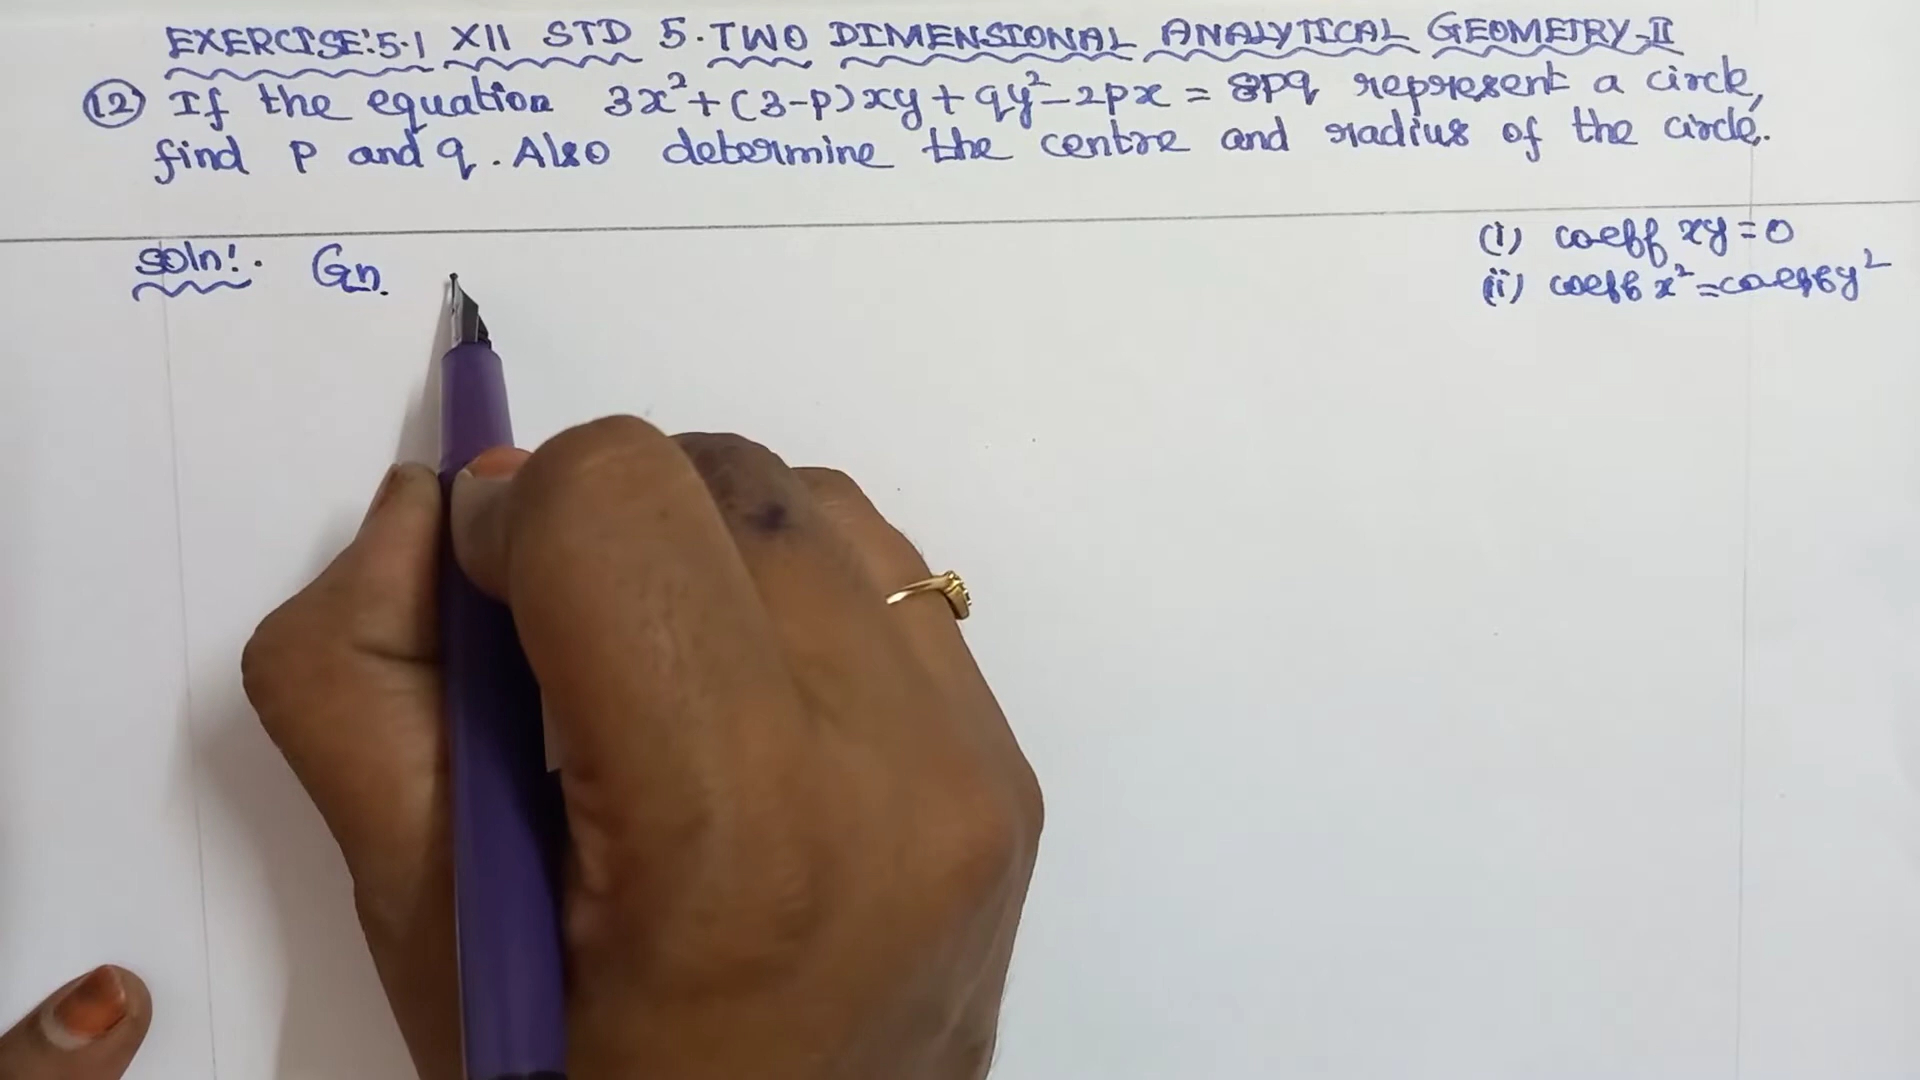 EXERCISE:5.1 XII STD 5.TWO DIMENSIONAL ANALYTICAL GEOMETRY-II
(12) If the equation 3x²+(3-p)xy+qy²-2px = 8pq represent a circle,
find p and q. Also determine the centre and radius of the circle.
(i) coeff xy=0
Soln:. Gn.
(ii) coeff x²=coeffy²